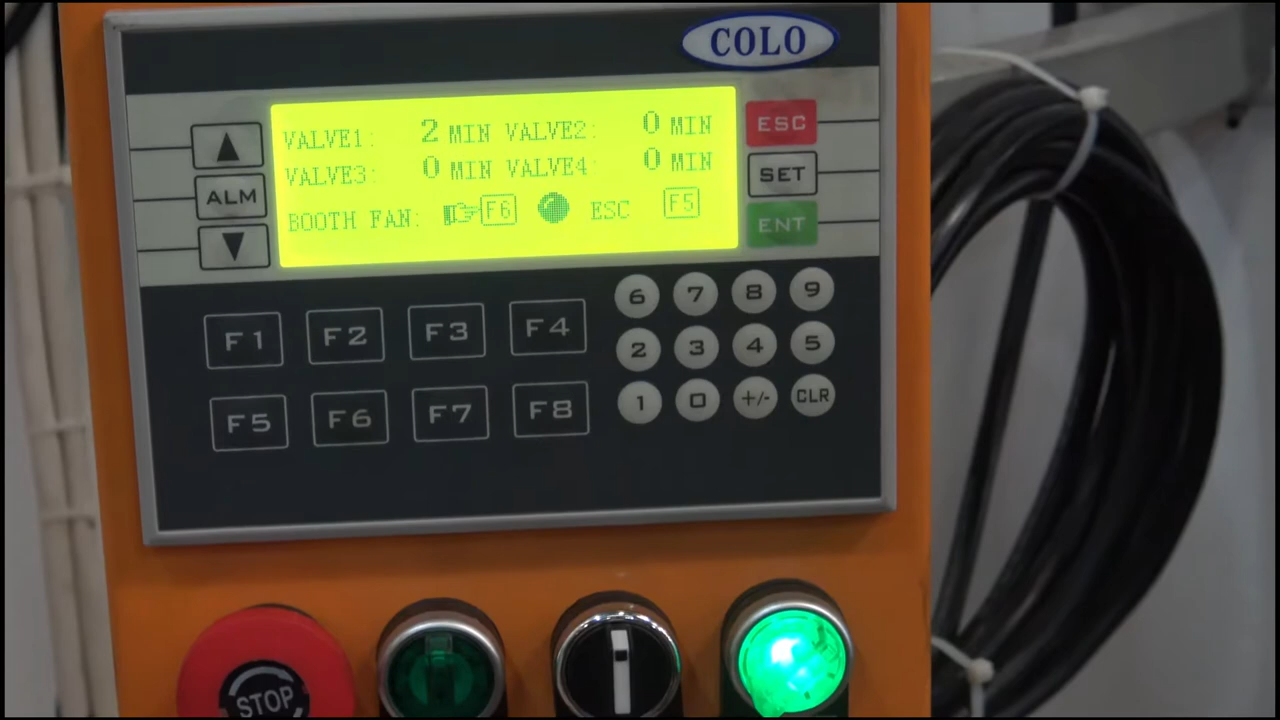 COLO
VALVE1: 2 MIN VALVE2: 0 MIN
VALVE3: 0 MIN VALVE4: 0 MIN
BOOTH FAN: F6 ESC F5
ALM
ESC
SET
ENT
F1 F2 F3 F4
F5 F6 F7 F8
6 7 8 9
2 3 4 5
1 0 +/- CLR
STOP